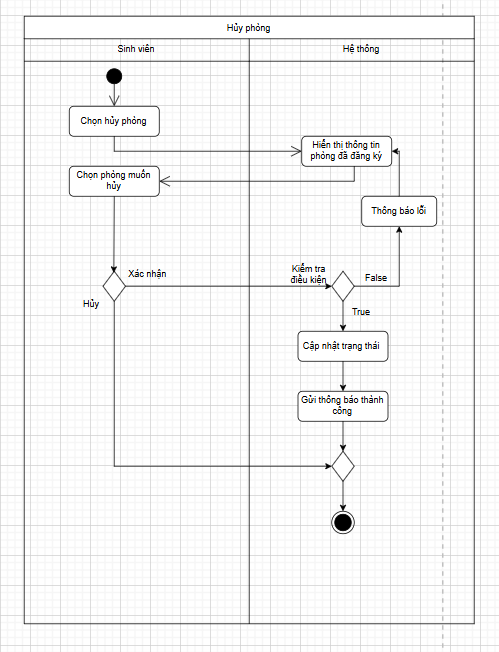 Hủy phòng
Sinh viên
Hệ thông
Chọn hủy phòng
Hiển thị thông tin
phòng đã đăng ký
Chọn phòng muốn
hủy
Thông báo lỗi
Xác nhận
Kiểm tra
điều kiện
False
Hủy
True
Cập nhật trạng thái
Gửi thông báo thành
công